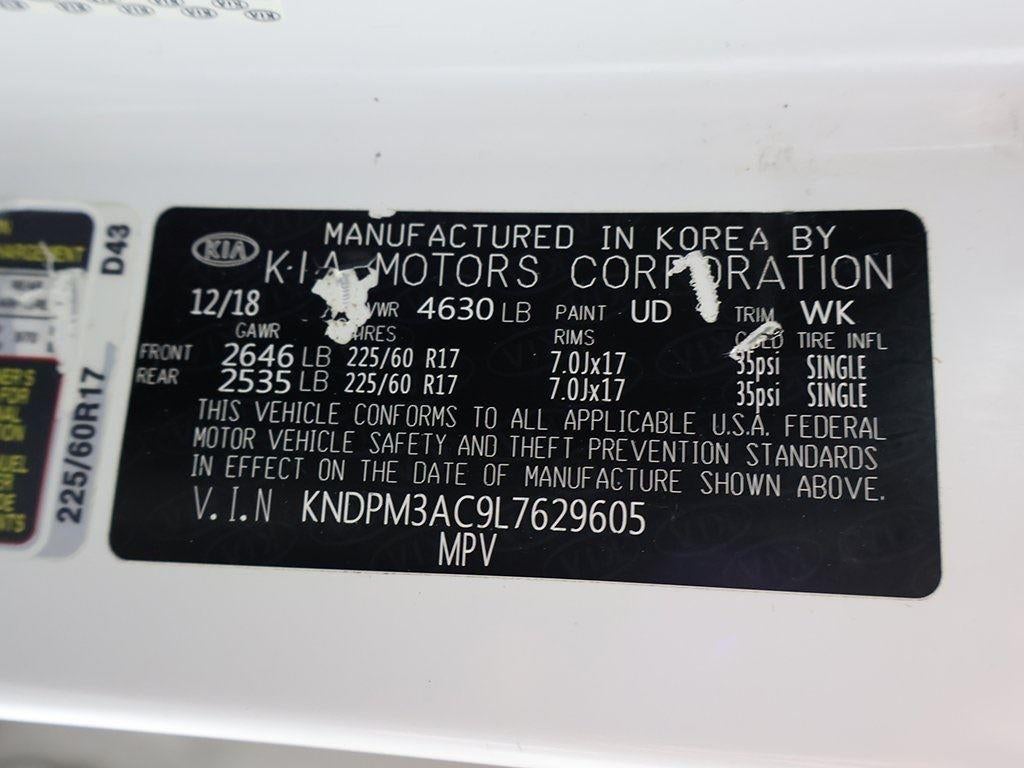 KIA
MANUFACTURED IN KOREA BY
KIA MOTORS CORPORATION
12/18 VWR 4630 LB PAINT UD TRIM WK
GAWR IRES RIMS TIRE INFL
FRONT 2646 LB 225/60 R17 7.0Jx17 35psi SINGLE
REAR 2535 LB 225/60 R17 7.0Jx17 35psi SINGLE
THIS VEHICLE CONFORMS TO ALL APPLICABLE U.S.A. FEDERAL
MOTOR VEHICLE SAFETY AND THEFT PREVENTION STANDARDS
IN EFFECT ON THE DATE OF MANUFACTURE SHOWN ABOVE.
V.I.N KNDPM3AC9L7629605
MPV
D43
225/60R17